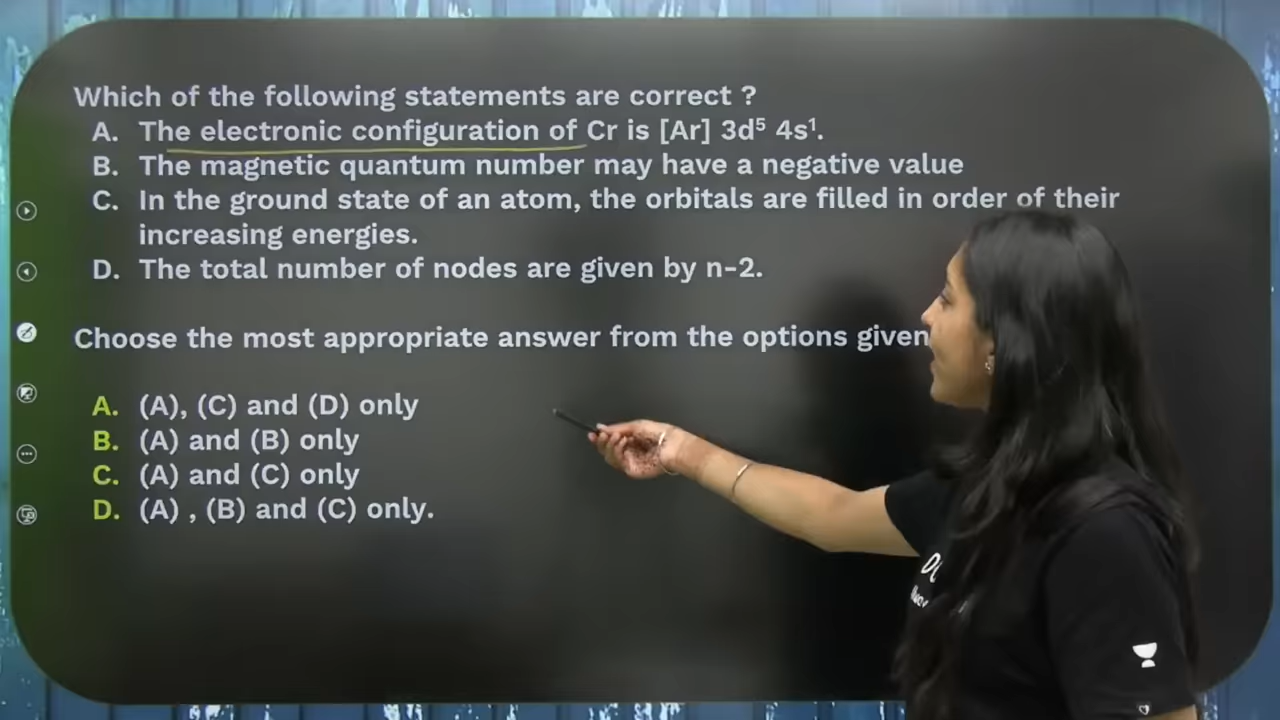 Which of the following statements are correct ?
A. The electronic configuration of Cr is [Ar] 3d⁵ 4s¹.
B. The magnetic quantum number may have a negative value
C. In the ground state of an atom, the orbitals are filled in order of their
increasing energies.
D. The total number of nodes are given by n-2.
Choose the most appropriate answer from the options given
A. (A), (C) and (D) only
B. (A) and (B) only
C. (A) and (C) only
D. (A) , (B) and (C) only.